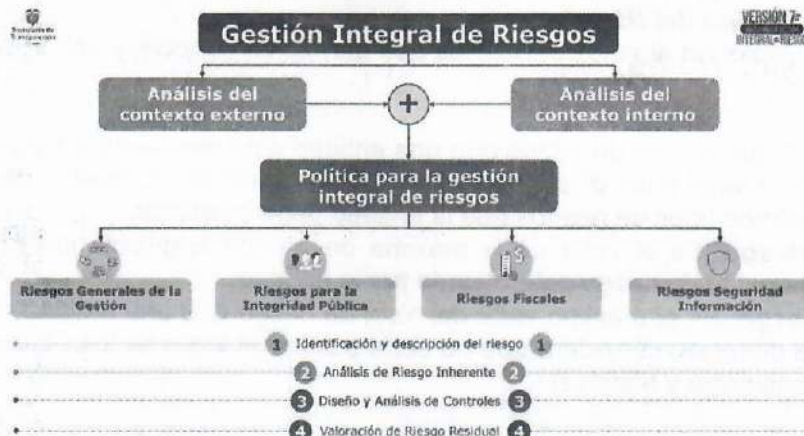 VERSIÓN 7
Gestión Integral de Riesgos
Análisis del
contexto externo
+
Análisis del
contexto interno
Política para la gestión
integral de riesgos
Riesgos Generales de la
Gestión
Riesgos para la
Integridad Pública
Riesgos Fiscales
Riesgos Seguridad
Información
1 Identificación y descripción del riesgo 1
2 Análisis de Riesgo Inherente 2
3 Diseño y Análisis de Controles 3
4 Valoración de Riesgo Residual 4